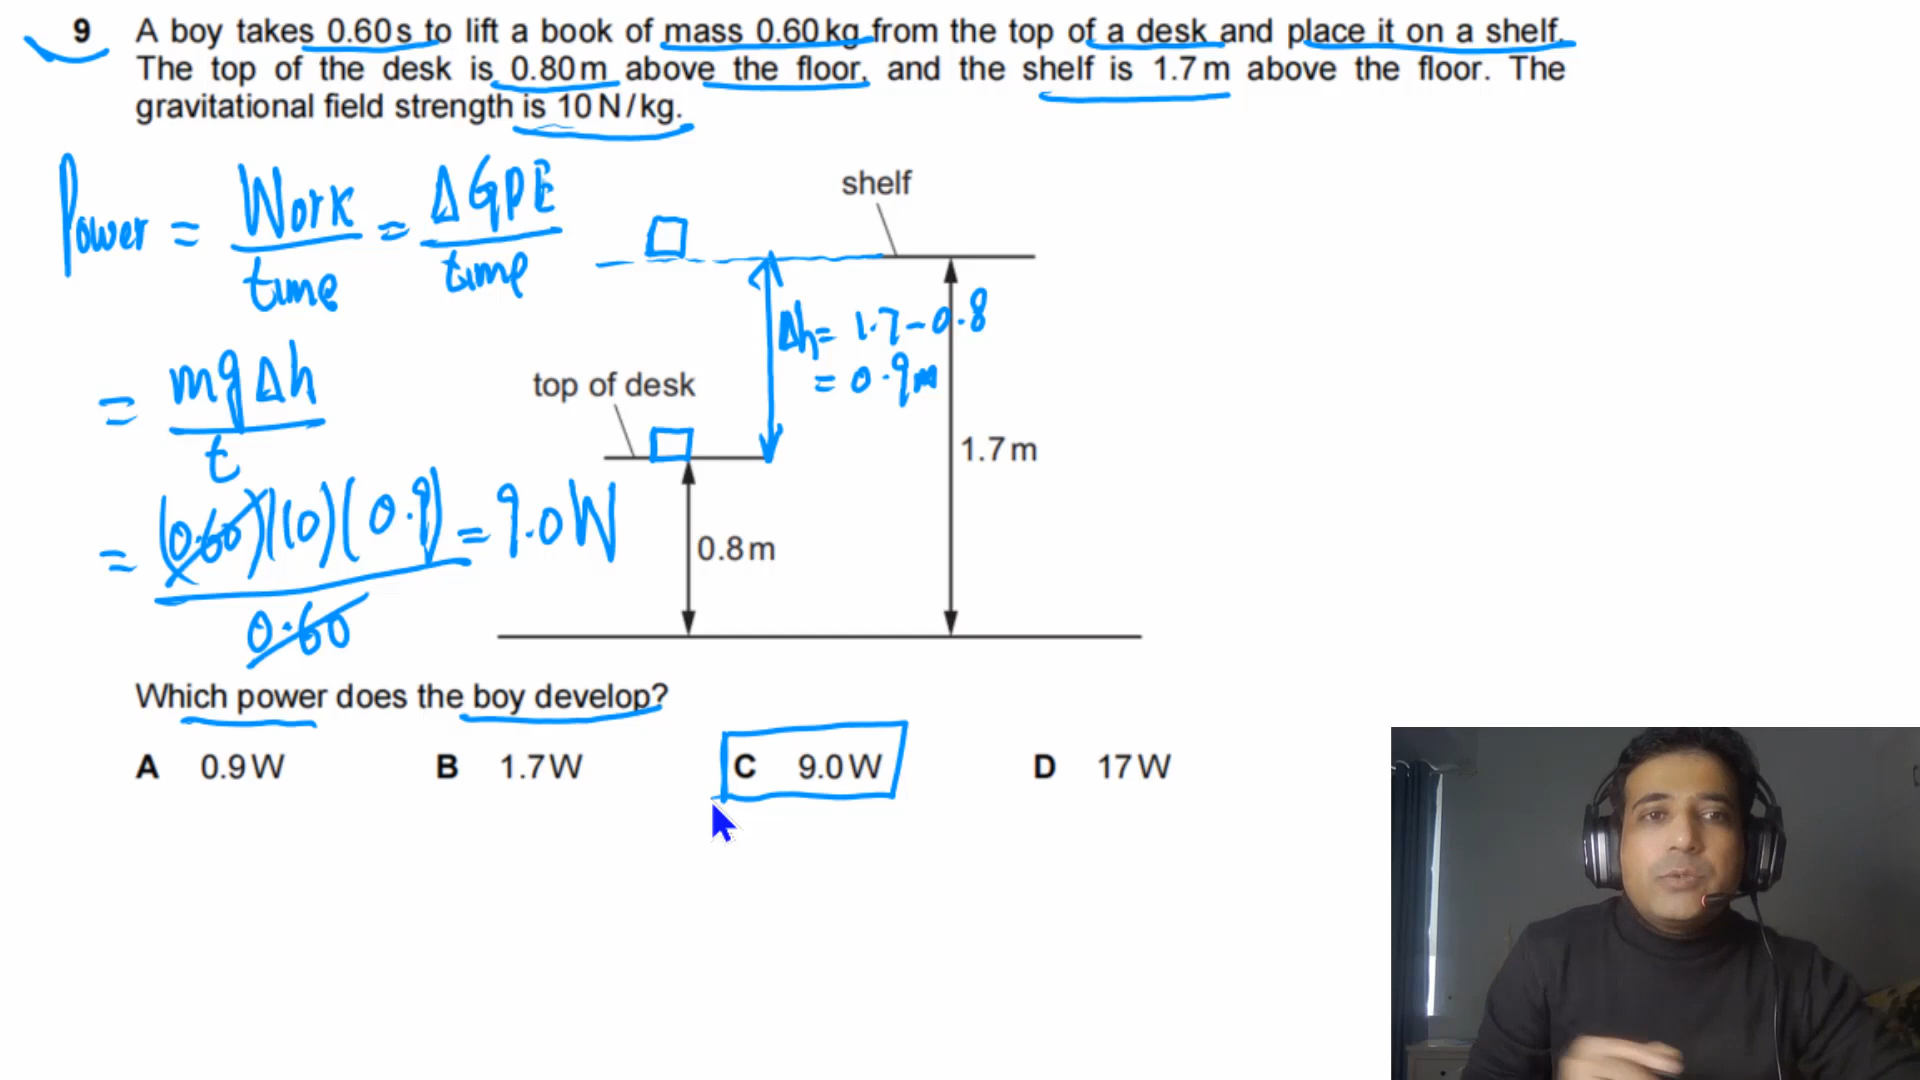 9 A boy takes 0.60 s to lift a book of mass 0.60 kg from the top of a desk and place it on a shelf.
The top of the desk is 0.80 m above the floor, and the shelf is 1.7 m above the floor. The
gravitational field strength is 10 N/kg.
Power = Work / time = ΔGPE / time
= mgΔh / t
= (0.60)(10)(0.9) / 0.60 = 9.0W
shelf
Δh = 1.7 - 0.8
= 0.9m
top of desk
1.7 m
0.8 m
Which power does the boy develop?
A 0.9 W B 1.7 W C 9.0 W D 17 W